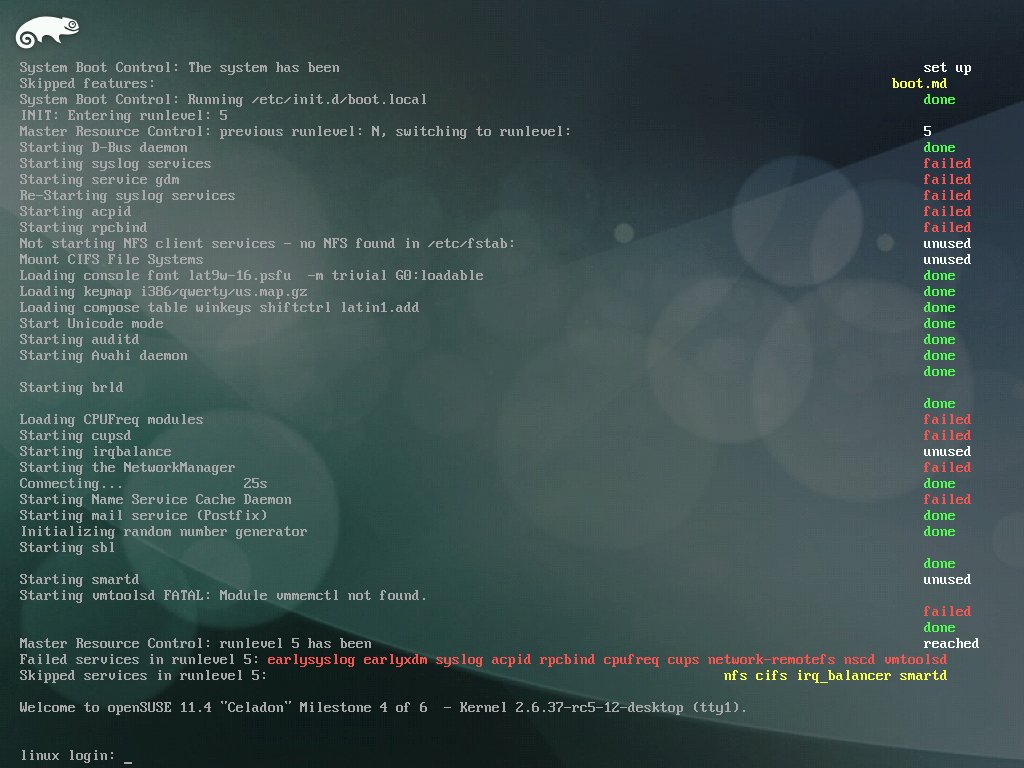 System Boot Control: The system has been set up
Skipped features: boot.md
System Boot Control: Running /etc/init.d/boot.local done
INIT: Entering runlevel: 5
Master Resource Control: previous runlevel: N, switching to runlevel: 5
Starting D-Bus daemon done
Starting syslog services failed
Starting service gdm failed
Re-Starting syslog services failed
Starting acpid failed
Starting rpcbind failed
Not starting NFS client services - no NFS found in /etc/fstab: unused
Mount CIFS File Systems unused
Loading console font lat9w-16.psfu  -m trivial G0:loadable done
Loading keymap i386/qwerty/us.map.gz done
Loading compose table winkeys shiftctrl latin1.add done
Start Unicode mode done
Starting auditd done
Starting Avahi daemon done
done
Starting brld
done
Loading CPUFreq modules failed
Starting cupsd failed
Starting irqbalance unused
Starting the NetworkManager failed
Connecting... 25s done
Starting Name Service Cache Daemon failed
Starting mail service (Postfix) done
Initializing random number generator done
Starting sbl
done
Starting smartd unused
Starting vmtoolsd FATAL: Module vmmemctl not found.
failed
done
Master Resource Control: runlevel 5 has been reached
Failed services in runlevel 5: earlysyslog earlyxdm syslog acpid rpcbind cpufreq cups network-remotefs nscd vmtoolsd
Skipped services in runlevel 5: nfs cifs irq_balancer smartd
Welcome to openSUSE 11.4 "Celadon" Milestone 4 of 6  - Kernel 2.6.37-rc5-12-desktop (tty1).
linux login: _